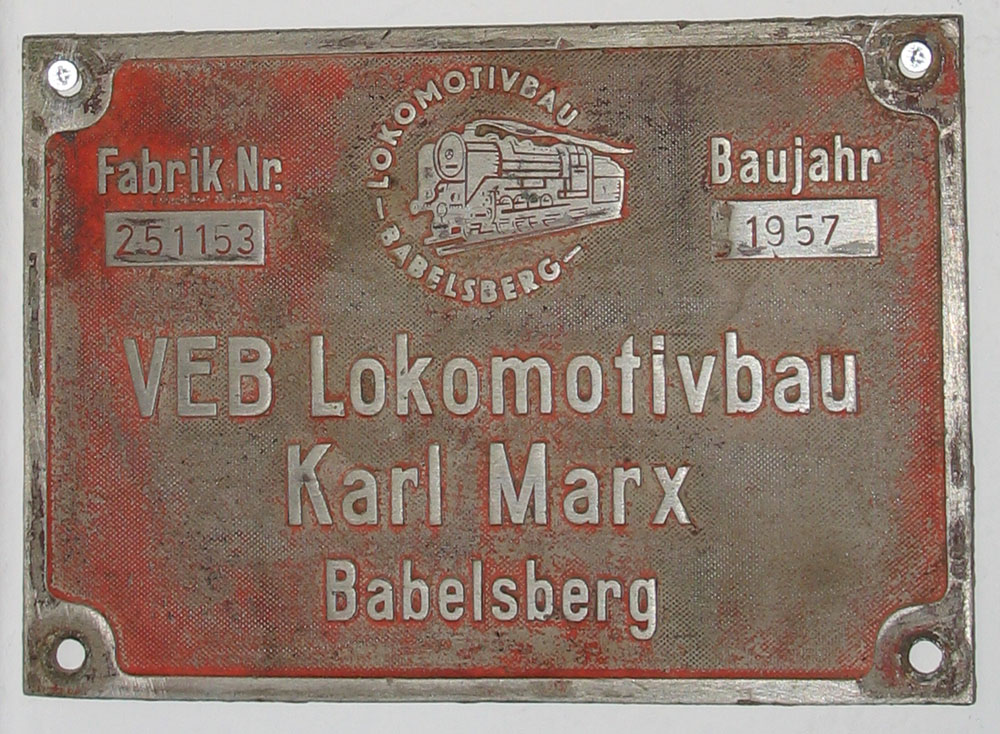 LOKOMOTIVBAU
BABELSBERG
Fabrik Nr.
251153
Baujahr
1957
VEB Lokomotivbau
Karl Marx
Babelsberg